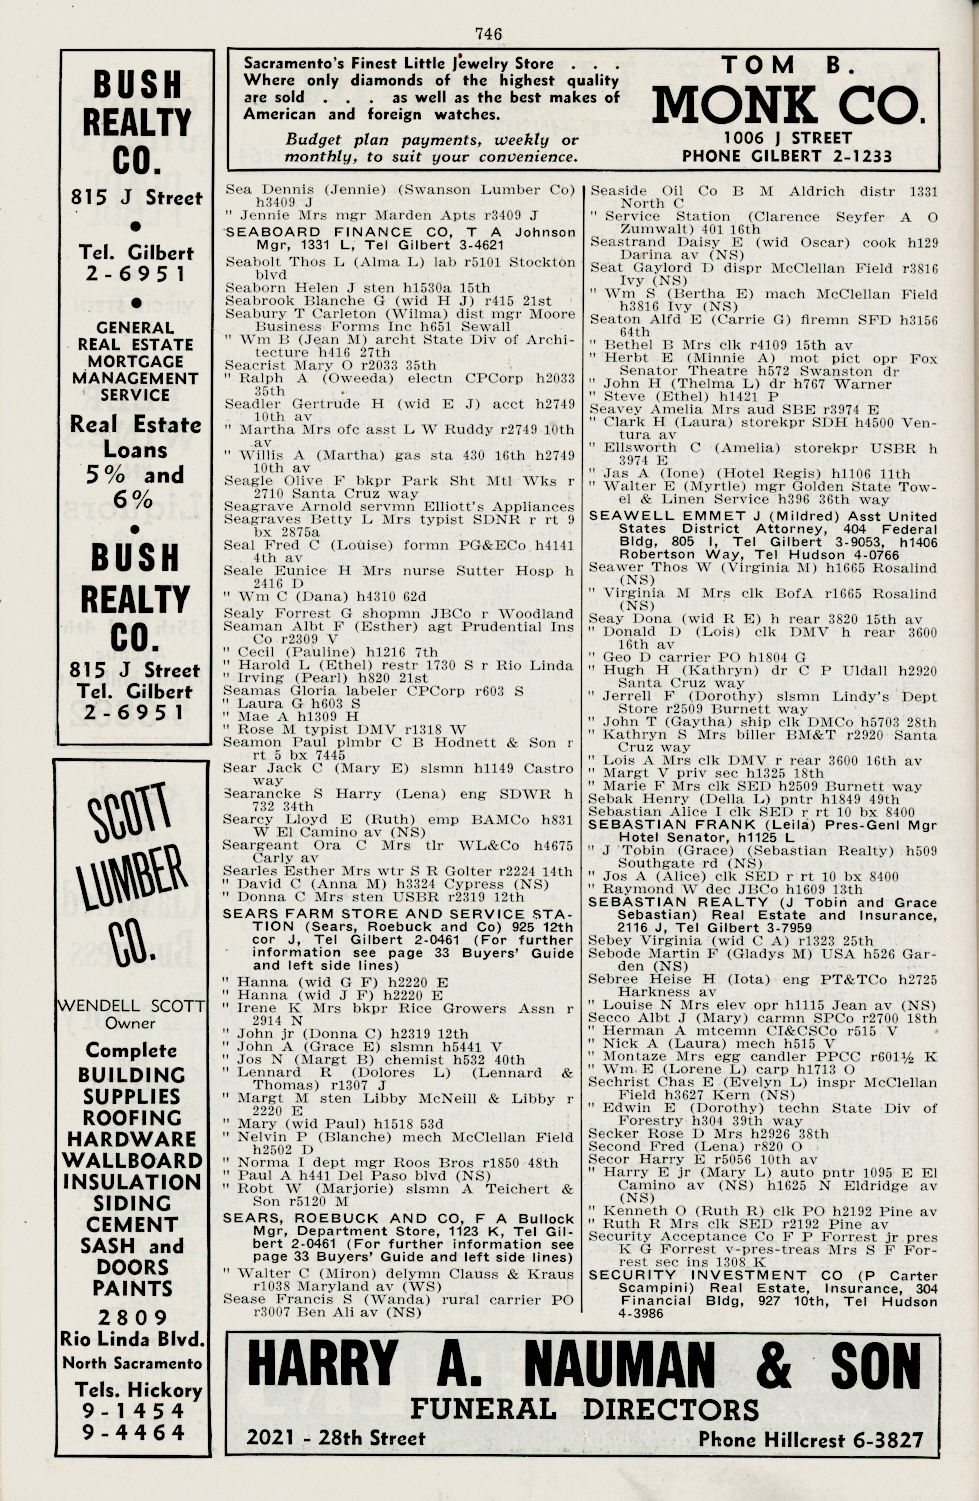 746
BUSH
REALTY
CO.
815 J Street
•
Tel. Gilbert
2-6951
•
GENERAL
REAL ESTATE
MORTGAGE
MANAGEMENT
SERVICE
Real Estate
Loans
5% and
6%
•
BUSH
REALTY
CO.
815 J Street
Tel. Gilbert
2-6951
SCOTT
LUMBER
CO.
WENDELL SCOTT
Owner
Complete
BUILDING
SUPPLIES
ROOFING
HARDWARE
WALLBOARD
INSULATION
SIDING
CEMENT
SASH and
DOORS
PAINTS
2809
Rio Linda Blvd.
North Sacramento
Tels. Hickory
9-1454
9-4464
Sacramento's Finest Little Jewelry Store . . .
Where only diamonds of the highest quality
are sold . . . as well as the best makes of
American and foreign watches.
Budget plan payments, weekly or
monthly, to suit your convenience.
TOM B.
MONK CO.
1006 J STREET
PHONE GILBERT 2-1233
Sea Dennis (Jennie) (Swanson Lumber Co)
h3409 J
" Jennie Mrs mgr Marden Apts r3409 J
SEABOARD FINANCE CO, T A Johnson
Mgr, 1331 L, Tel Gilbert 3-4621
Seabolt Thos L (Alma L) lab r5101 Stockton
blvd
Seaborn Helen J sten h1530a 15th
Seabrook Blanche G (wid H J) r415 21st
Seabury T Carleton (Wilma) dist mgr Moore
Business Forms Inc h651 Sewall
" Wm B (Jean M) archt State Div of Archi-
tecture h416 27th
Seacrist Mary O r2033 35th
" Ralph A (Oweeda) electn CPCorp h2033
35th
Seadler Gertrude H (wid E J) acct h2749
10th av
" Martha Mrs ofc asst L W Ruddy r2749 10th
av
" Willis A (Martha) gas sta 430 16th h2749
10th av
Seagle Olive F bkpr Park Sht Mtl Wks r
2710 Santa Cruz way
Seagrave Arnold servmn Elliott's Appliances
Seagraves Betty L Mrs typist SDNR r rt 9
bx 2875a
Seal Fred C (Louise) formn PG&ECo h4141
4th av
Seale Eunice H Mrs nurse Sutter Hosp h
2416 D
" Wm C (Dana) h4310 62d
Sealy Forrest G shopmn JBCo r Woodland
Seaman Albt F (Esther) agt Prudential Ins
Co r2309 V
" Cecil (Pauline) h1216 7th
" Harold L (Ethel) restr 1730 S r Rio Linda
" Irving (Pearl) h820 21st
Seamas Gloria labeler CPCorp r603 S
" Laura G h603 S
" Mae A h1309 H
" Rose M typist DMV r1318 W
Seamon Paul plmbr C B Hodnett & Son r
rt 5 bx 7445
Sear Jack C (Mary E) slsmn h1149 Castro
way
Searancke S Harry (Lena) eng SDWR h
732 34th
Searcy Lloyd E (Ruth) emp BAMCo h831
W El Camino av (NS)
Seargeant Ora C Mrs tlr WL&Co h4675
Carly av
Searles Esther Mrs wtr S R Golter r2224 14th
" David C (Anna M) h3324 Cypress (NS)
" Donna C Mrs sten USBR r2319 12th
SEARS FARM STORE AND SERVICE STA-
TION (Sears, Roebuck and Co) 925 12th
cor J, Tel Gilbert 2-0461 (For further
information see page 33 Buyers' Guide
and left side lines)
" Hanna (wid G F) h2220 E
" Hanna (wid J F) h2220 E
" Irene K Mrs bkpr Rice Growers Assn r
2914 N
" John jr (Donna C) h2319 12th
" John A (Grace E) slsmn h5441 V
" Jos N (Margt B) chemist h532 40th
" Lennard R (Dolores L) (Lennard &
Thomas) r1307 J
" Margt M sten Libby McNeill & Libby r
2220 E
" Mary (wid Paul) h1518 53d
" Nelvin P (Blanche) mech McClellan Field
h2502 D
" Norma I dept mgr Roos Bros r1850 48th
" Paul A h441 Del Paso blvd (NS)
" Robt W (Marjorie) slsmn A Teichert &
Son r5120 M
SEARS, ROEBUCK AND CO, F A Bullock
Mgr, Department Store, 1123 K, Tel Gil-
bert 2-0461 (For further information see
page 33 Buyers' Guide and left side lines)
" Walter C (Miron) delymn Clauss & Kraus
r1038 Maryland av (WS)
Sease Francis S (Wanda) rural carrier PO
r3007 Ben Ali av (NS)
Seaside Oil Co B M Aldrich distr 1331
North C
" Service Station (Clarence Seyfer A O
Zumwalt) 401 16th
Seastrand Daisy E (wid Oscar) cook h129
Darina av (NS)
Seat Gaylord D dispr McClellan Field r3816
Ivy (NS)
" Wm S (Bertha E) mach McClellan Field
h3816 Ivy (NS)
Seaton Alfd E (Carrie G) firemn SFD h3156
64th
" Bethel B Mrs clk r4109 15th av
" Herbt E (Minnie A) mot pict opr Fox
Senator Theatre h572 Swanston dr
" John H (Thelma L) dr h767 Warner
" Steve (Ethel) h1421 P
Seavey Amelia Mrs aud SBE r3974 E
" Clark H (Laura) storekpr SDH h4500 Ven-
tura av
" Ellsworth C (Amelia) storekpr USBR h
3974 E
" Jas A (Ione) (Hotel Regis) h1106 11th
" Walter E (Myrtle) mgr Golden State Tow-
el & Linen Service h396 36th way
SEAWELL EMMET J (Mildred) Asst United
States District Attorney, 404 Federal
Bldg, 805 I, Tel Gilbert 3-9053, h1406
Robertson Way, Tel Hudson 4-0766
Seawer Thos W (Virginia M) h1665 Rosalind
(NS)
" Virginia M Mrs clk BofA r1665 Rosalind
(NS)
Seay Dona (wid R E) h rear 3820 15th av
" Donald D (Lois) clk DMV h rear 3600
16th av
" Geo D carrier PO h1804 G
" Hugh H (Kathryn) dr C P Uldall h2920
Santa Cruz way
" Jerrell F (Dorothy) slsmn Lindy's Dept
Store r2509 Burnett way
" John T (Gaytha) ship clk DMCo h5703 28th
" Kathryn S Mrs biller BM&T r2920 Santa
Cruz way
" Lois A Mrs clk DMV r rear 3600 16th av
" Margt V priv sec h1325 18th
" Marie F Mrs clk SED h2509 Burnett way
Sebak Henry (Della L) pntr h1849 49th
Sebastian Alice I clk SED r rt 10 bx 8400
SEBASTIAN FRANK (Leila) Pres-Genl Mgr
Hotel Senator, h1125 L
" J Tobin (Grace) (Sebastian Realty) h509
Southgate rd (NS)
" Jos A (Alice) clk SED r rt 10 bx 8400
" Raymond W dec JBCo h1609 13th
SEBASTIAN REALTY (J Tobin and Grace
Sebastian) Real Estate and Insurance,
2116 J, Tel Gilbert 3-7959
Sebey Virginia (wid C A) r1323 25th
Sebode Martin F (Gladys M) USA h526 Gar-
den (NS)
Sebree Heise H (Iota) eng PT&TCo h2725
Harkness av
" Louise N Mrs elev opr h1115 Jean av (NS)
Secco Albt J (Mary) carmn SPCo r2700 18th
" Herman A mtcemn CI&CSCo r515 V
" Nick A (Laura) mech h515 V
" Montaze Mrs egg candler PPCC r601½ K
" Wm E (Lorene L) carp h1713 O
Sechrist Chas E (Evelyn L) inspr McClellan
Field h3627 Kern (NS)
" Edwin E (Dorothy) techn State Div of
Forestry h304 39th way
Secker Rose D Mrs h2926 38th
Second Fred (Lena) r820 O
Secor Harry E r5056 10th av
" Harry E jr (Mary L) auto pntr 1095 E El
Camino av (NS) h1625 N Eldridge av
(NS)
" Kenneth O (Ruth R) clk PO h2192 Pine av
" Ruth R Mrs clk SED r2192 Pine av
Security Acceptance Co F P Forrest jr pres
K G Forrest v-pres-treas Mrs S F For-
rest sec ins 1308 K
SECURITY INVESTMENT CO (P Carter
Scampini) Real Estate, Insurance, 304
Financial Bldg, 927 10th, Tel Hudson
4-3986
HARRY A. NAUMAN & SON
FUNERAL DIRECTORS
2021 - 28th Street
Phone Hillcrest 6-3827